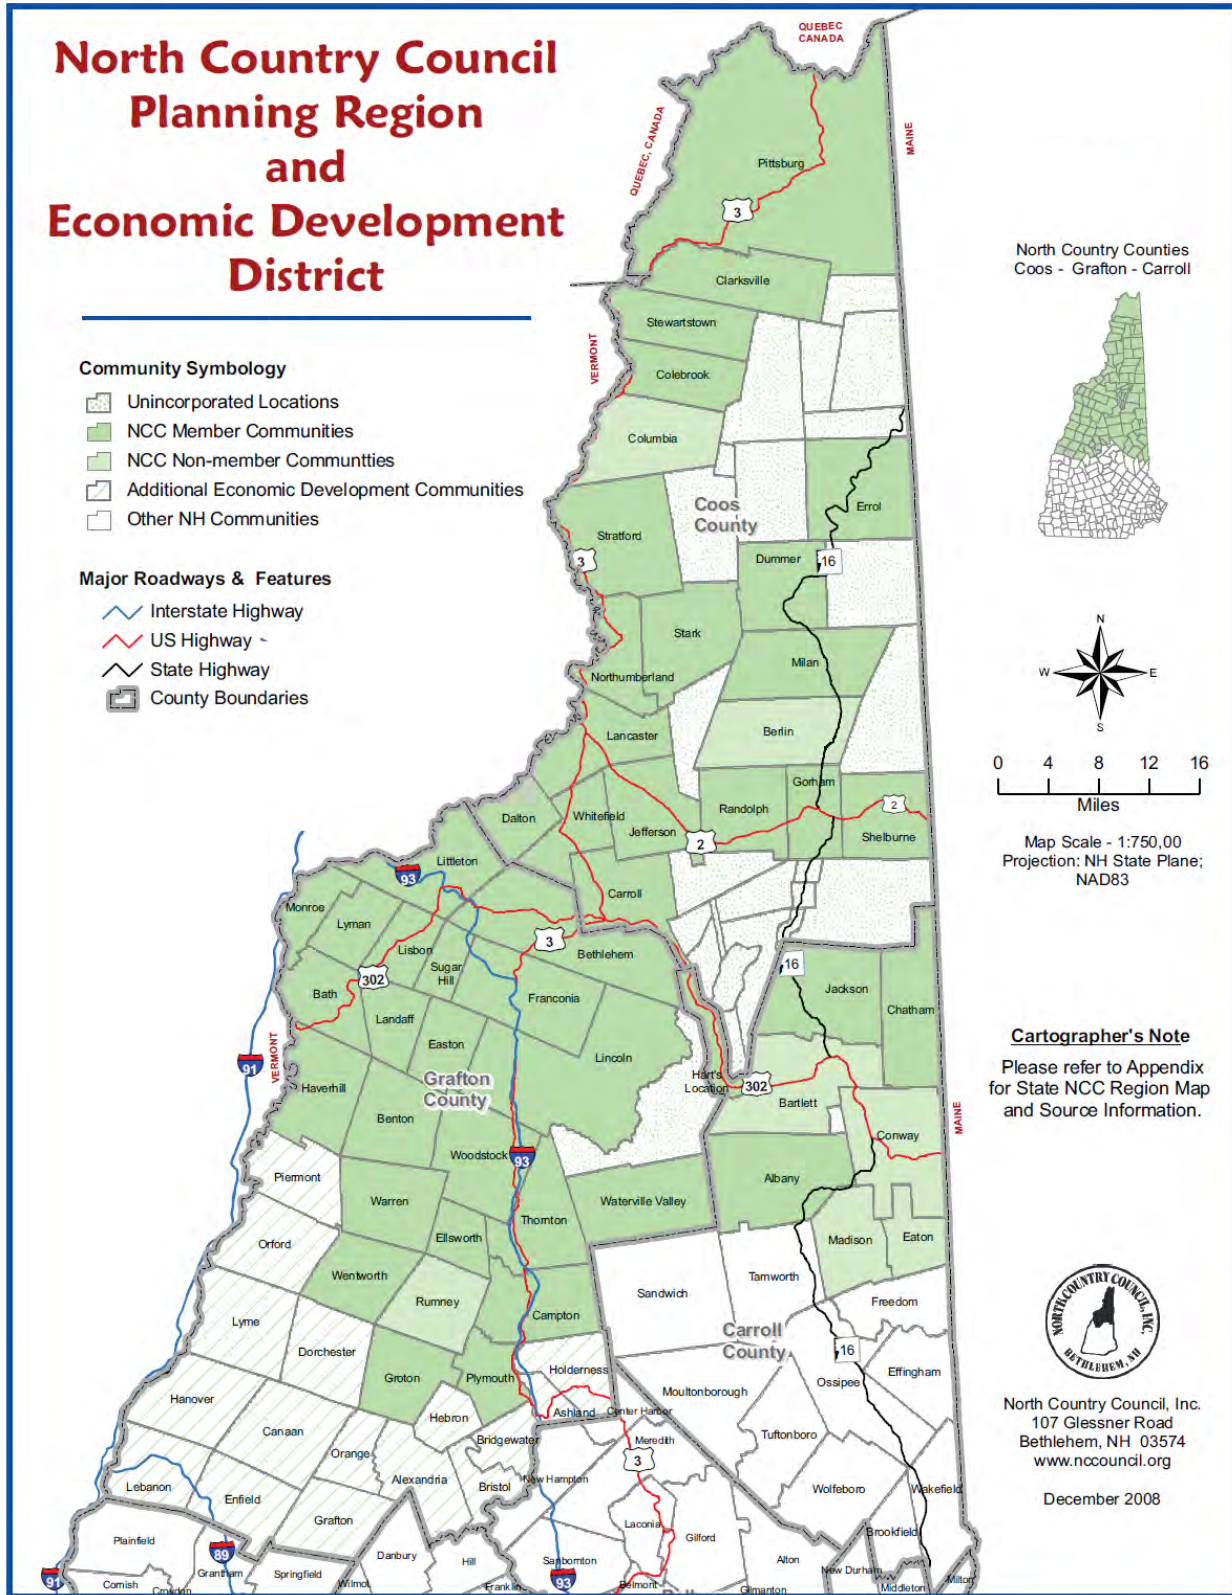 North Country Council
Planning Region
and
Economic Development
District
Community Symbology
Unincorporated Locations
NCC Member Communities
NCC Non-member Communtties
Additional Economic Development Communities
Other NH Communities
Major Roadways & Features
Interstate Highway
US Highway
State Highway
County Boundaries
QUEBEC
CANADA
QUEBEC, CANADA
MAINE
VERMONT
Pittsburg
3
Clarksville
Stewartstown
Colebrook
Columbia
Coos
County
Errol
Stratford
3
Dummer
16
Stark
Milan
Northumberland
Lancaster
Berlin
Gorham
Dalton
Whitefield
Jefferson
Randolph
2
2
Shelburne
Littleton
93
Carroll
Monroe
Lyman
Lisbon
3
Bethlehem
302
Sugar
Hill
Bath
Franconia
16
Jackson
Chatham
Landaff
Easton
Lincoln
VERMONT
91
Haverhill
Grafton
County
Hart's
Location
302
Bartlett
MAINE
Benton
Conway
Woodstock
93
Piermont
Warren
Waterville Valley
Albany
Thornton
Orford
Ellsworth
Madison
Eaton
Wentworth
Tamworth
Rumney
Sandwich
Freedom
Campton
Lyme
Carroll
County
16
Dorchester
Holderness
Effingham
Groton
Plymouth
Moultonborough
Ossipee
Hanover
Hebron
Ashland
Center Harbor
Canaan
Bridgewater
Meredith
Tuftonboro
Orange
3
Alexandria
New Hampton
Lebanon
Bristol
Wolfeboro
Wakefield
Enfield
Grafton
Laconia
Gilford
Brookfield
Plainfield
89
Danbury
Hill
Sanbornton
Alton
New Durham
Grantham
Springfield
Wilmot
91
Cornish
Croydon
Franklin
93
Belmont
Gilmanton
Middleton
Milton
North Country Counties
Coos - Grafton - Carroll
N
W
E
S
0 4 8 12 16
Miles
Map Scale - 1:750,00
Projection: NH State Plane;
NAD83
Cartographer's Note
Please refer to Appendix
for State NCC Region Map
and Source Information.
NORTH COUNTRY COUNCIL, INC.
BETHLEHEM, NH
North Country Council, Inc.
107 Glessner Road
Bethlehem, NH 03574
www.nccouncil.org
December 2008